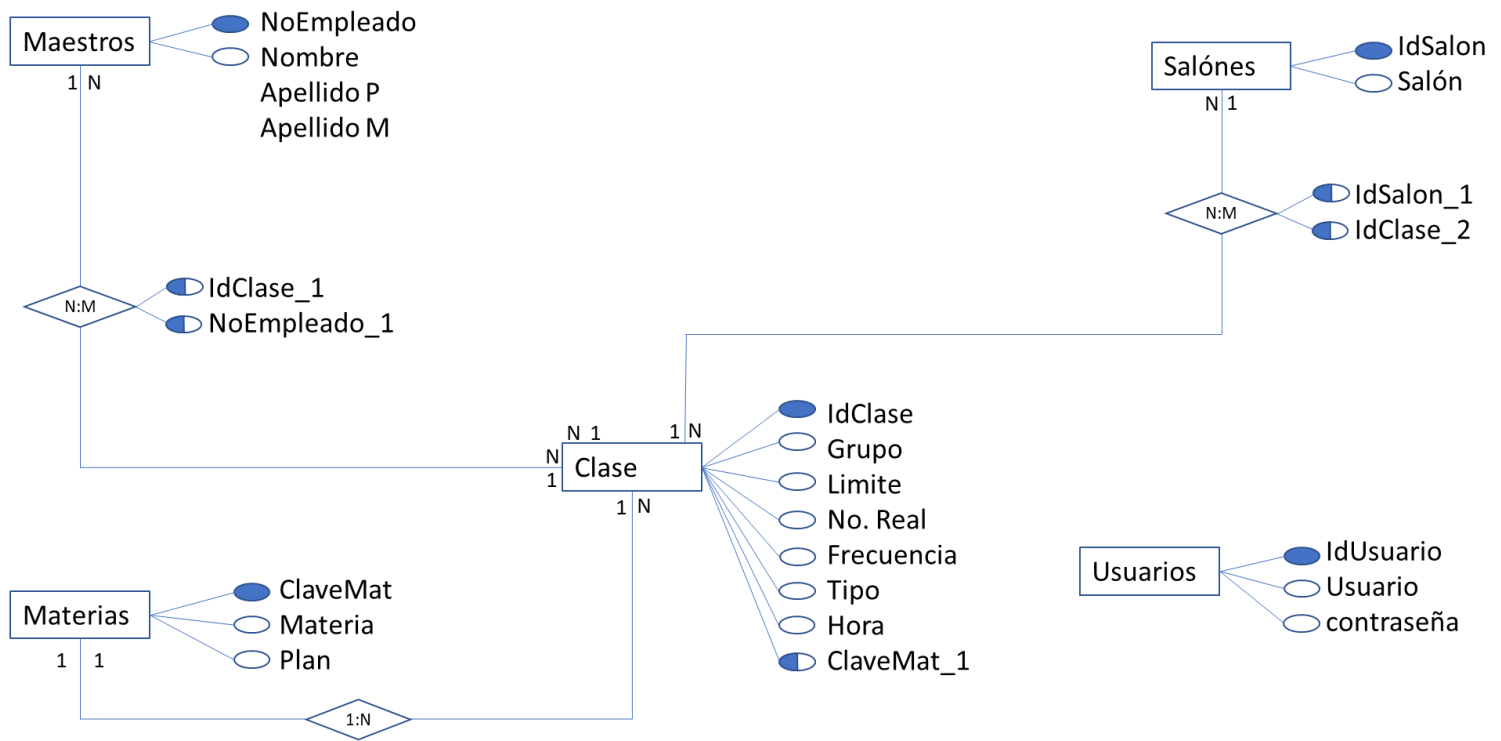 Maestros
NoEmpleado
Nombre
Apellido P
Apellido M
1 N
Salónes
IdSalon
Salón
N 1
N:M
IdSalon_1
IdClase_2
N:M
IdClase_1
NoEmpleado_1
N 1
1 N
N
1
Clase
1 N
IdClase
Grupo
Limite
No. Real
Frecuencia
Tipo
Hora
ClaveMat_1
Usuarios
IdUsuario
Usuario
contraseña
Materias
ClaveMat
Materia
Plan
1 1
1:N